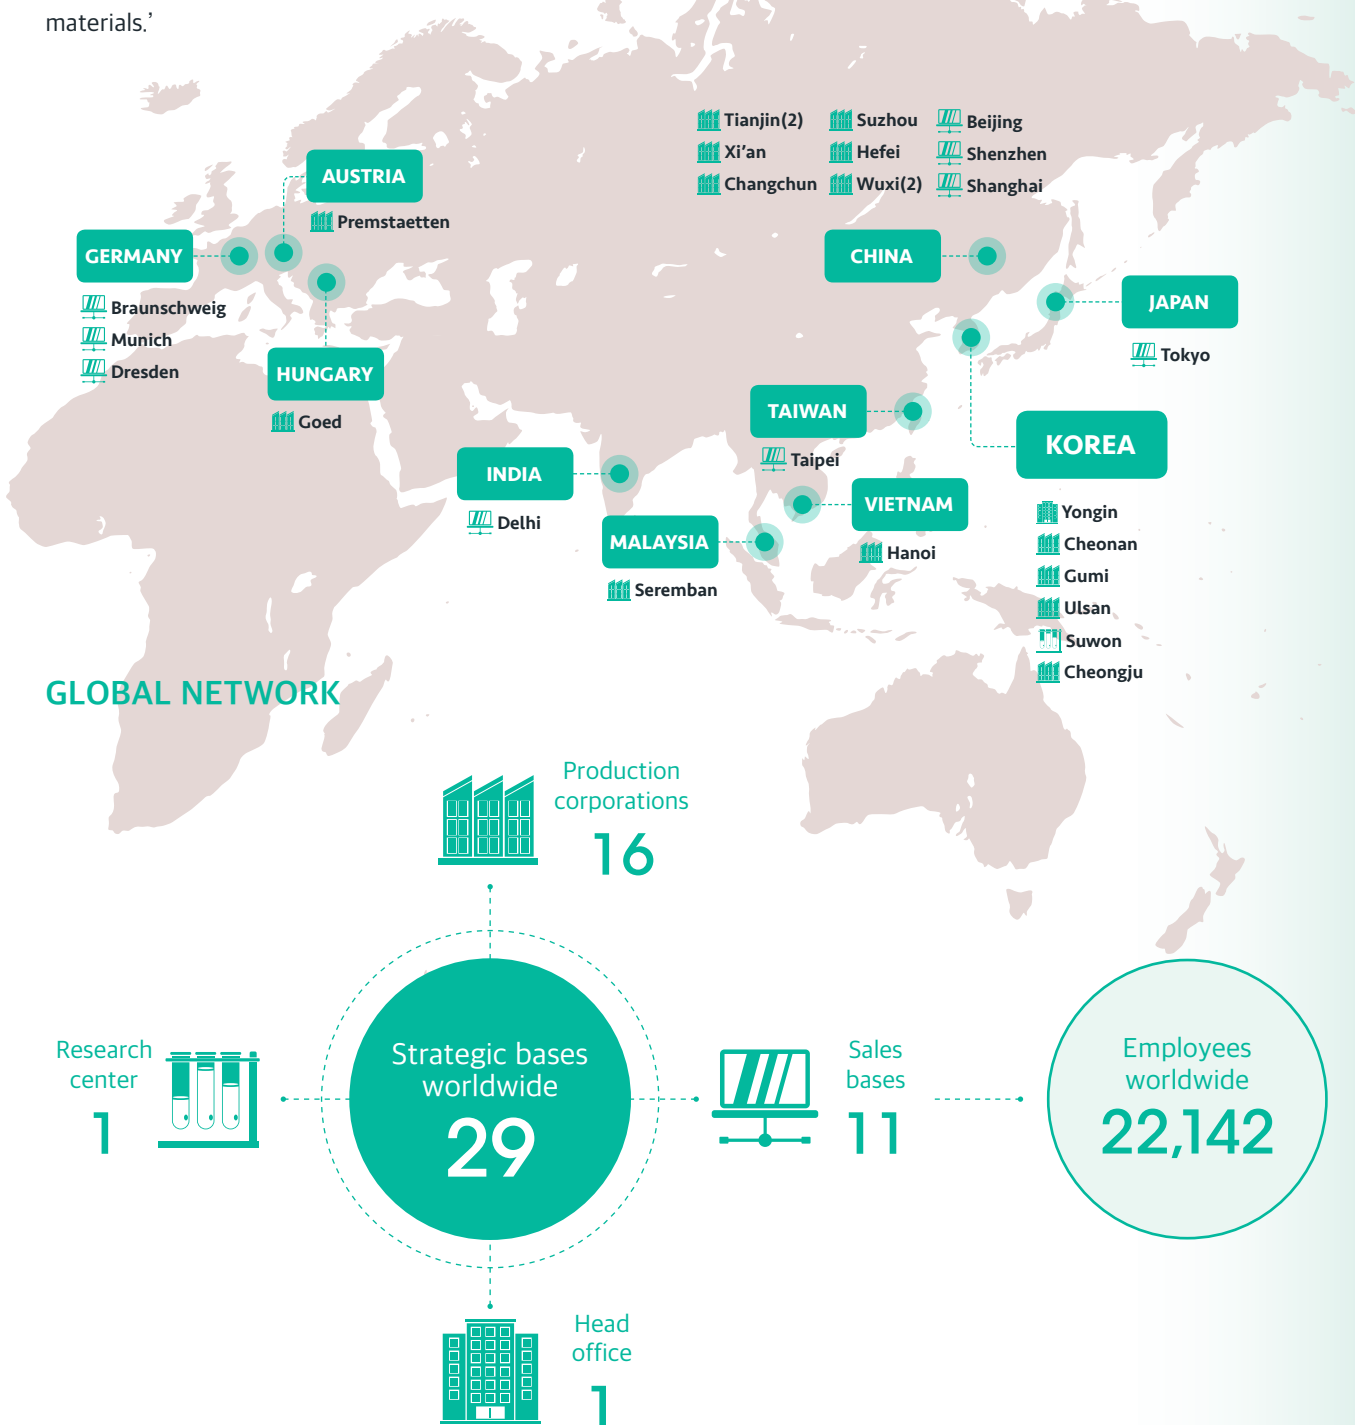 materials.’
Tianjin(2)
Xi’an
Changchun
Suzhou
Hefei
Wuxi(2)
Beijing
Shenzhen
Shanghai
AUSTRIA
Premstaetten
GERMANY
Braunschweig
Munich
Dresden
HUNGARY
Goed
CHINA
JAPAN
Tokyo
TAIWAN
Taipei
KOREA
Yongin
Cheonan
Gumi
Ulsan
Suwon
Cheongju
INDIA
Delhi
VIETNAM
Hanoi
MALAYSIA
Seremban
GLOBAL NETWORK
Production
corporations
16
Research
center
1
Strategic bases
worldwide
29
Sales
bases
11
Employees
worldwide
22,142
Head
office
1